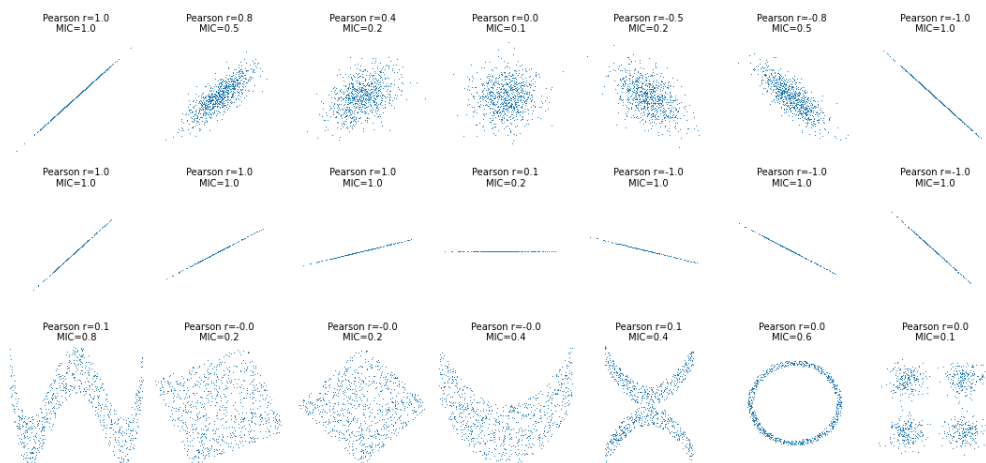 Pearson r=1.0
MIC=1.0
Pearson r=0.8
MIC=0.5
Pearson r=0.4
MIC=0.2
Pearson r=0.0
MIC=0.1
Pearson r=-0.5
MIC=0.2
Pearson r=-0.8
MIC=0.5
Pearson r=-1.0
MIC=1.0
Pearson r=1.0
MIC=1.0
Pearson r=1.0
MIC=1.0
Pearson r=1.0
MIC=1.0
Pearson r=0.1
MIC=0.2
Pearson r=-1.0
MIC=1.0
Pearson r=-1.0
MIC=1.0
Pearson r=-1.0
MIC=1.0
Pearson r=0.1
MIC=0.8
Pearson r=-0.0
MIC=0.2
Pearson r=-0.0
MIC=0.2
Pearson r=-0.0
MIC=0.4
Pearson r=0.1
MIC=0.4
Pearson r=0.0
MIC=0.6
Pearson r=0.0
MIC=0.1